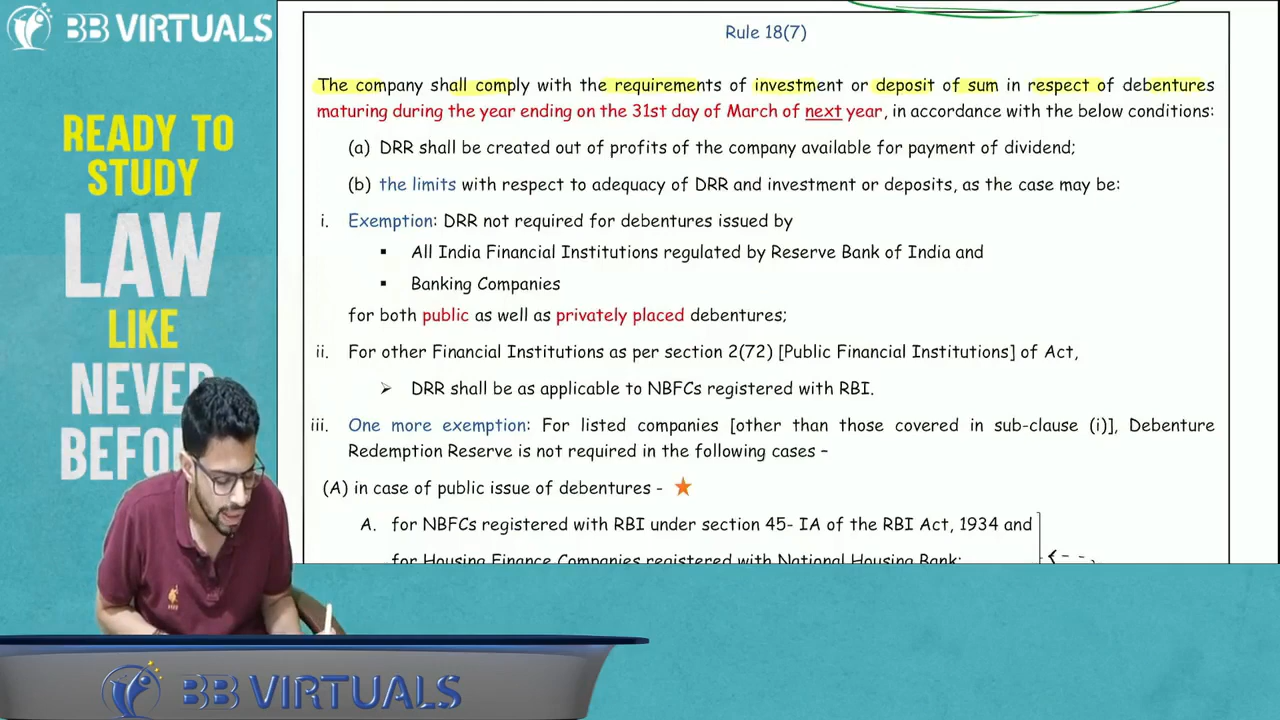 BB VIRTUALS
READY TO
STUDY
LAW
LIKE
NEVER
Rule 18(7)
The company shall comply with the requirements of investment or deposit of sum in respect of debentures
maturing during the year ending on the 31st day of March of next year, in accordance with the below conditions:
(a) DRR shall be created out of profits of the company available for payment of dividend;
(b) the limits with respect to adequacy of DRR and investment or deposits, as the case may be:
i. Exemption: DRR not required for debentures issued by
▪ All India Financial Institutions regulated by Reserve Bank of India and
▪ Banking Companies
for both public as well as privately placed debentures;
ii. For other Financial Institutions as per section 2(72) [Public Financial Institutions] of Act,
➢ DRR shall be as applicable to NBFCs registered with RBI.
iii. One more exemption: For listed companies [other than those covered in sub-clause (i)], Debenture
Redemption Reserve is not required in the following cases –
(A) in case of public issue of debentures -
A. for NBFCs registered with RBI under section 45- IA of the RBI Act, 1934 and
for Housing Finance Companies registered with National Housing Bank;
BB VIRTUALS